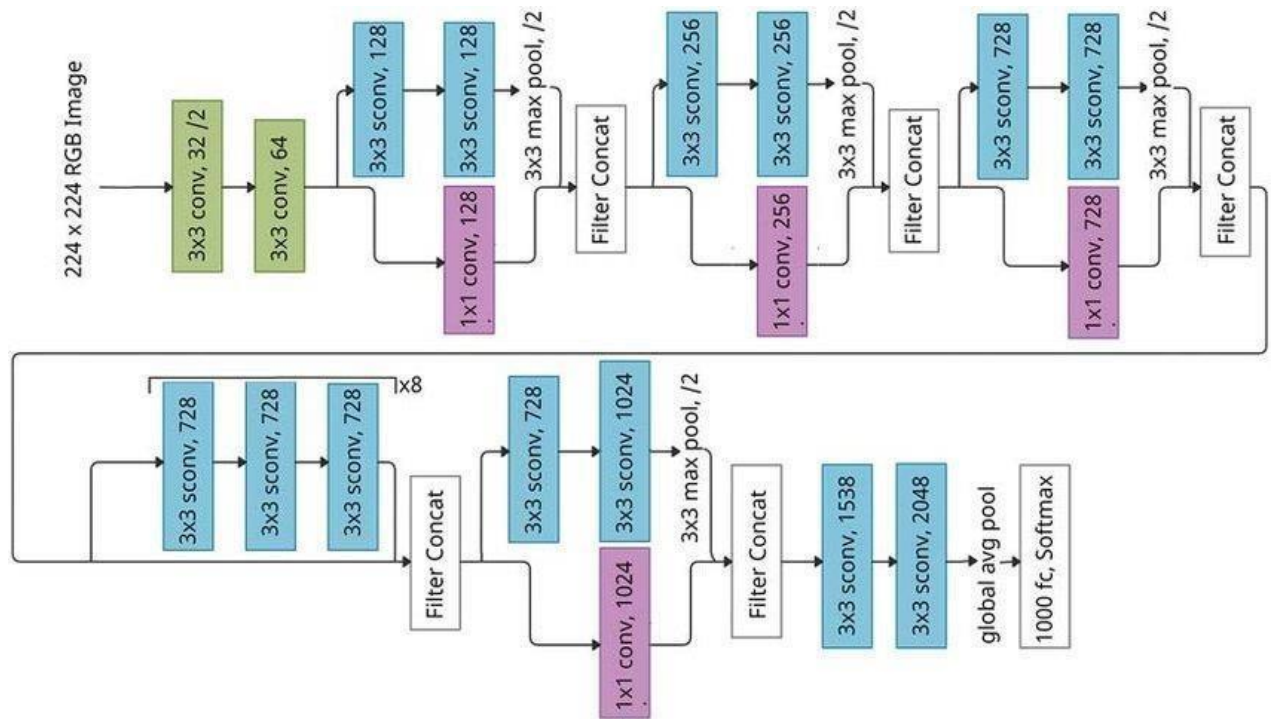 224 x 224 RGB Image
3x3 conv, 32 /2
3x3 conv, 64
3x3 sconv, 128
3x3 sconv, 128
3x3 max pool, /2
1x1 conv, 128
Filter Concat
3x3 sconv, 256
3x3 sconv, 256
3x3 max pool, /2
1x1 conv, 256
Filter Concat
3x3 sconv, 728
3x3 sconv, 728
3x3 max pool, /2
1x1 conv, 728
Filter Concat
3x3 sconv, 728
3x3 sconv, 728
3x3 sconv, 728
x8
Filter Concat
3x3 sconv, 728
3x3 sconv, 1024
3x3 max pool, /2
1x1 conv, 1024
Filter Concat
3x3 sconv, 1538
3x3 sconv, 2048
global avg pool
1000 fc, Softmax